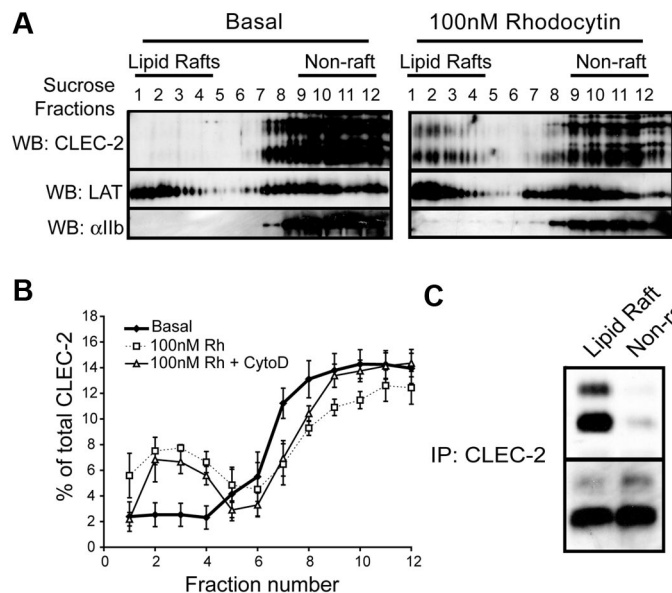 A
Basal
100nM Rhodocytin
Lipid Rafts
Non-raft
Lipid Rafts
Non-raft
Sucrose
Fractions
1 2 3 4 5 6 7 8 9 10 11 12
1 2 3 4 5 6 7 8 9 10 11 12
WB: CLEC-2
WB: LAT
WB: αIIb
B
% of total CLEC-2
18
16
14
12
10
8
6
4
2
0
Basal
100nM Rh
100nM Rh + CytoD
0 2 4 6 8 10 12
Fraction number
C
Lipid Raft
IP: CLEC-2